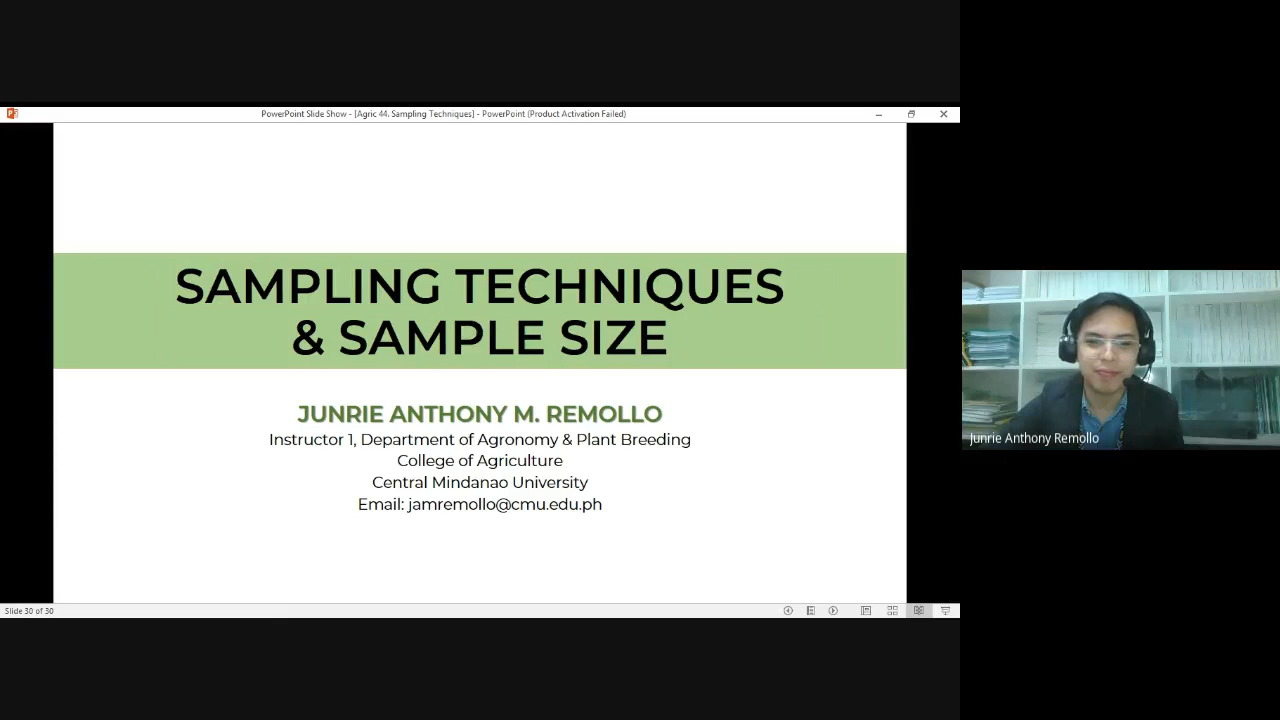 PowerPoint Slide Show - [Agric 44. Sampling Techniques] - PowerPoint (Product Activation Failed)
SAMPLING TECHNIQUES
& SAMPLE SIZE
JUNRIE ANTHONY M. REMOLLO
Instructor 1, Department of Agronomy & Plant Breeding
College of Agriculture
Central Mindanao University
Email: jamremollo@cmu.edu.ph
Junrie Anthony Remollo
Slide 30 of 30